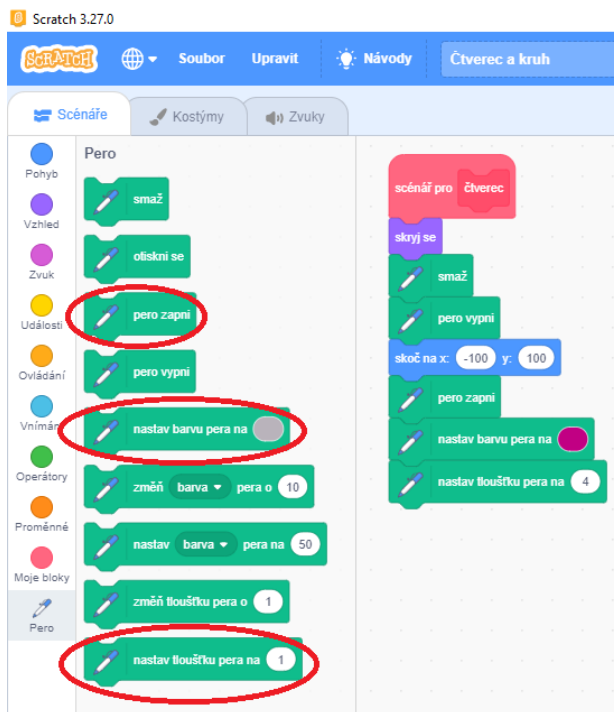 Scratch 3.27.0
SCRATCH Soubor Upravit Návody Čtverec a kruh
Scénáře Kostýmy Zvuky
Pohyb
Vzhled
Zvuk
Události
Ovládání
Vnímán
Operátory
Proměnné
Moje bloky
Pero
Pero
smaž
otiskni se
pero zapni
pero vypni
nastav barvu pera na
změň barva pera o 10
nastav barva pera na 50
změň tloušťku pera o 1
nastav tloušťku pera na 1
scénář pro čtverec
skryj se
smaž
pero vypni
skoč na x: -100 y: 100
pero zapni
nastav barvu pera na
nastav tloušťku pera na 4